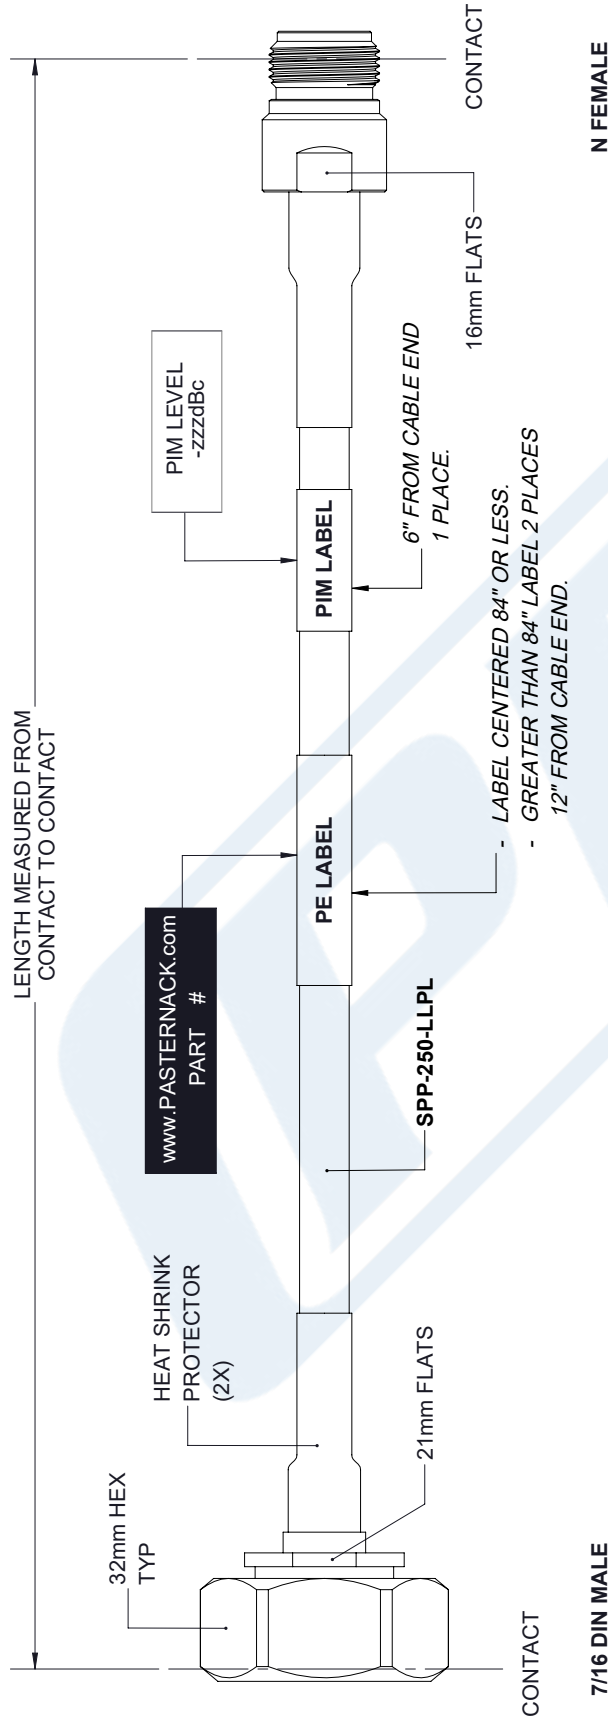 LENGTH MEASURED FROM
CONTACT TO CONTACT
32mm HEX
TYP
HEAT SHRINK
PROTECTOR
(2X)
www.PASTERNACK.com
PART #
PIM LEVEL
-zzzdBc
PE LABEL
PIM LABEL
CONTACT
21mm FLATS
SPP-250-LLPL
- LABEL CENTERED 84" OR LESS.
- GREATER THAN 84" LABEL 2 PLACES
12" FROM CABLE END.
6" FROM CABLE END
1 PLACE.
16mm FLATS
CONTACT
7/16 DIN MALE
N FEMALE